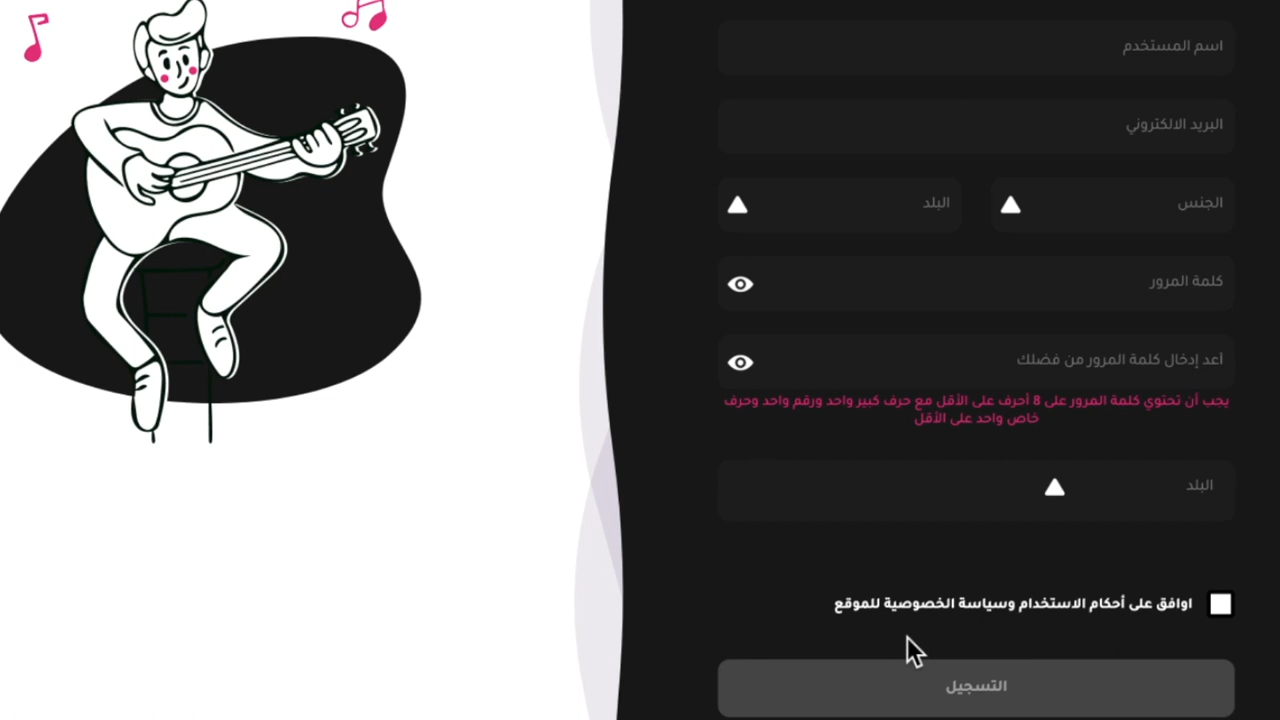 اسم المستخدم
البريد الالكتروني
الجنس
البلد
كلمة المرور
أعد إدخال كلمة المرور من فضلك
يجب أن تحتوي كلمة المرور على 8 أحرف على الأقل مع حرف كبير واحد ورقم واحد وحرف
خاص واحد على الأقل
البلد
اوافق على أحكام الاستخدام وسياسة الخصوصية للموقع
التسجيل